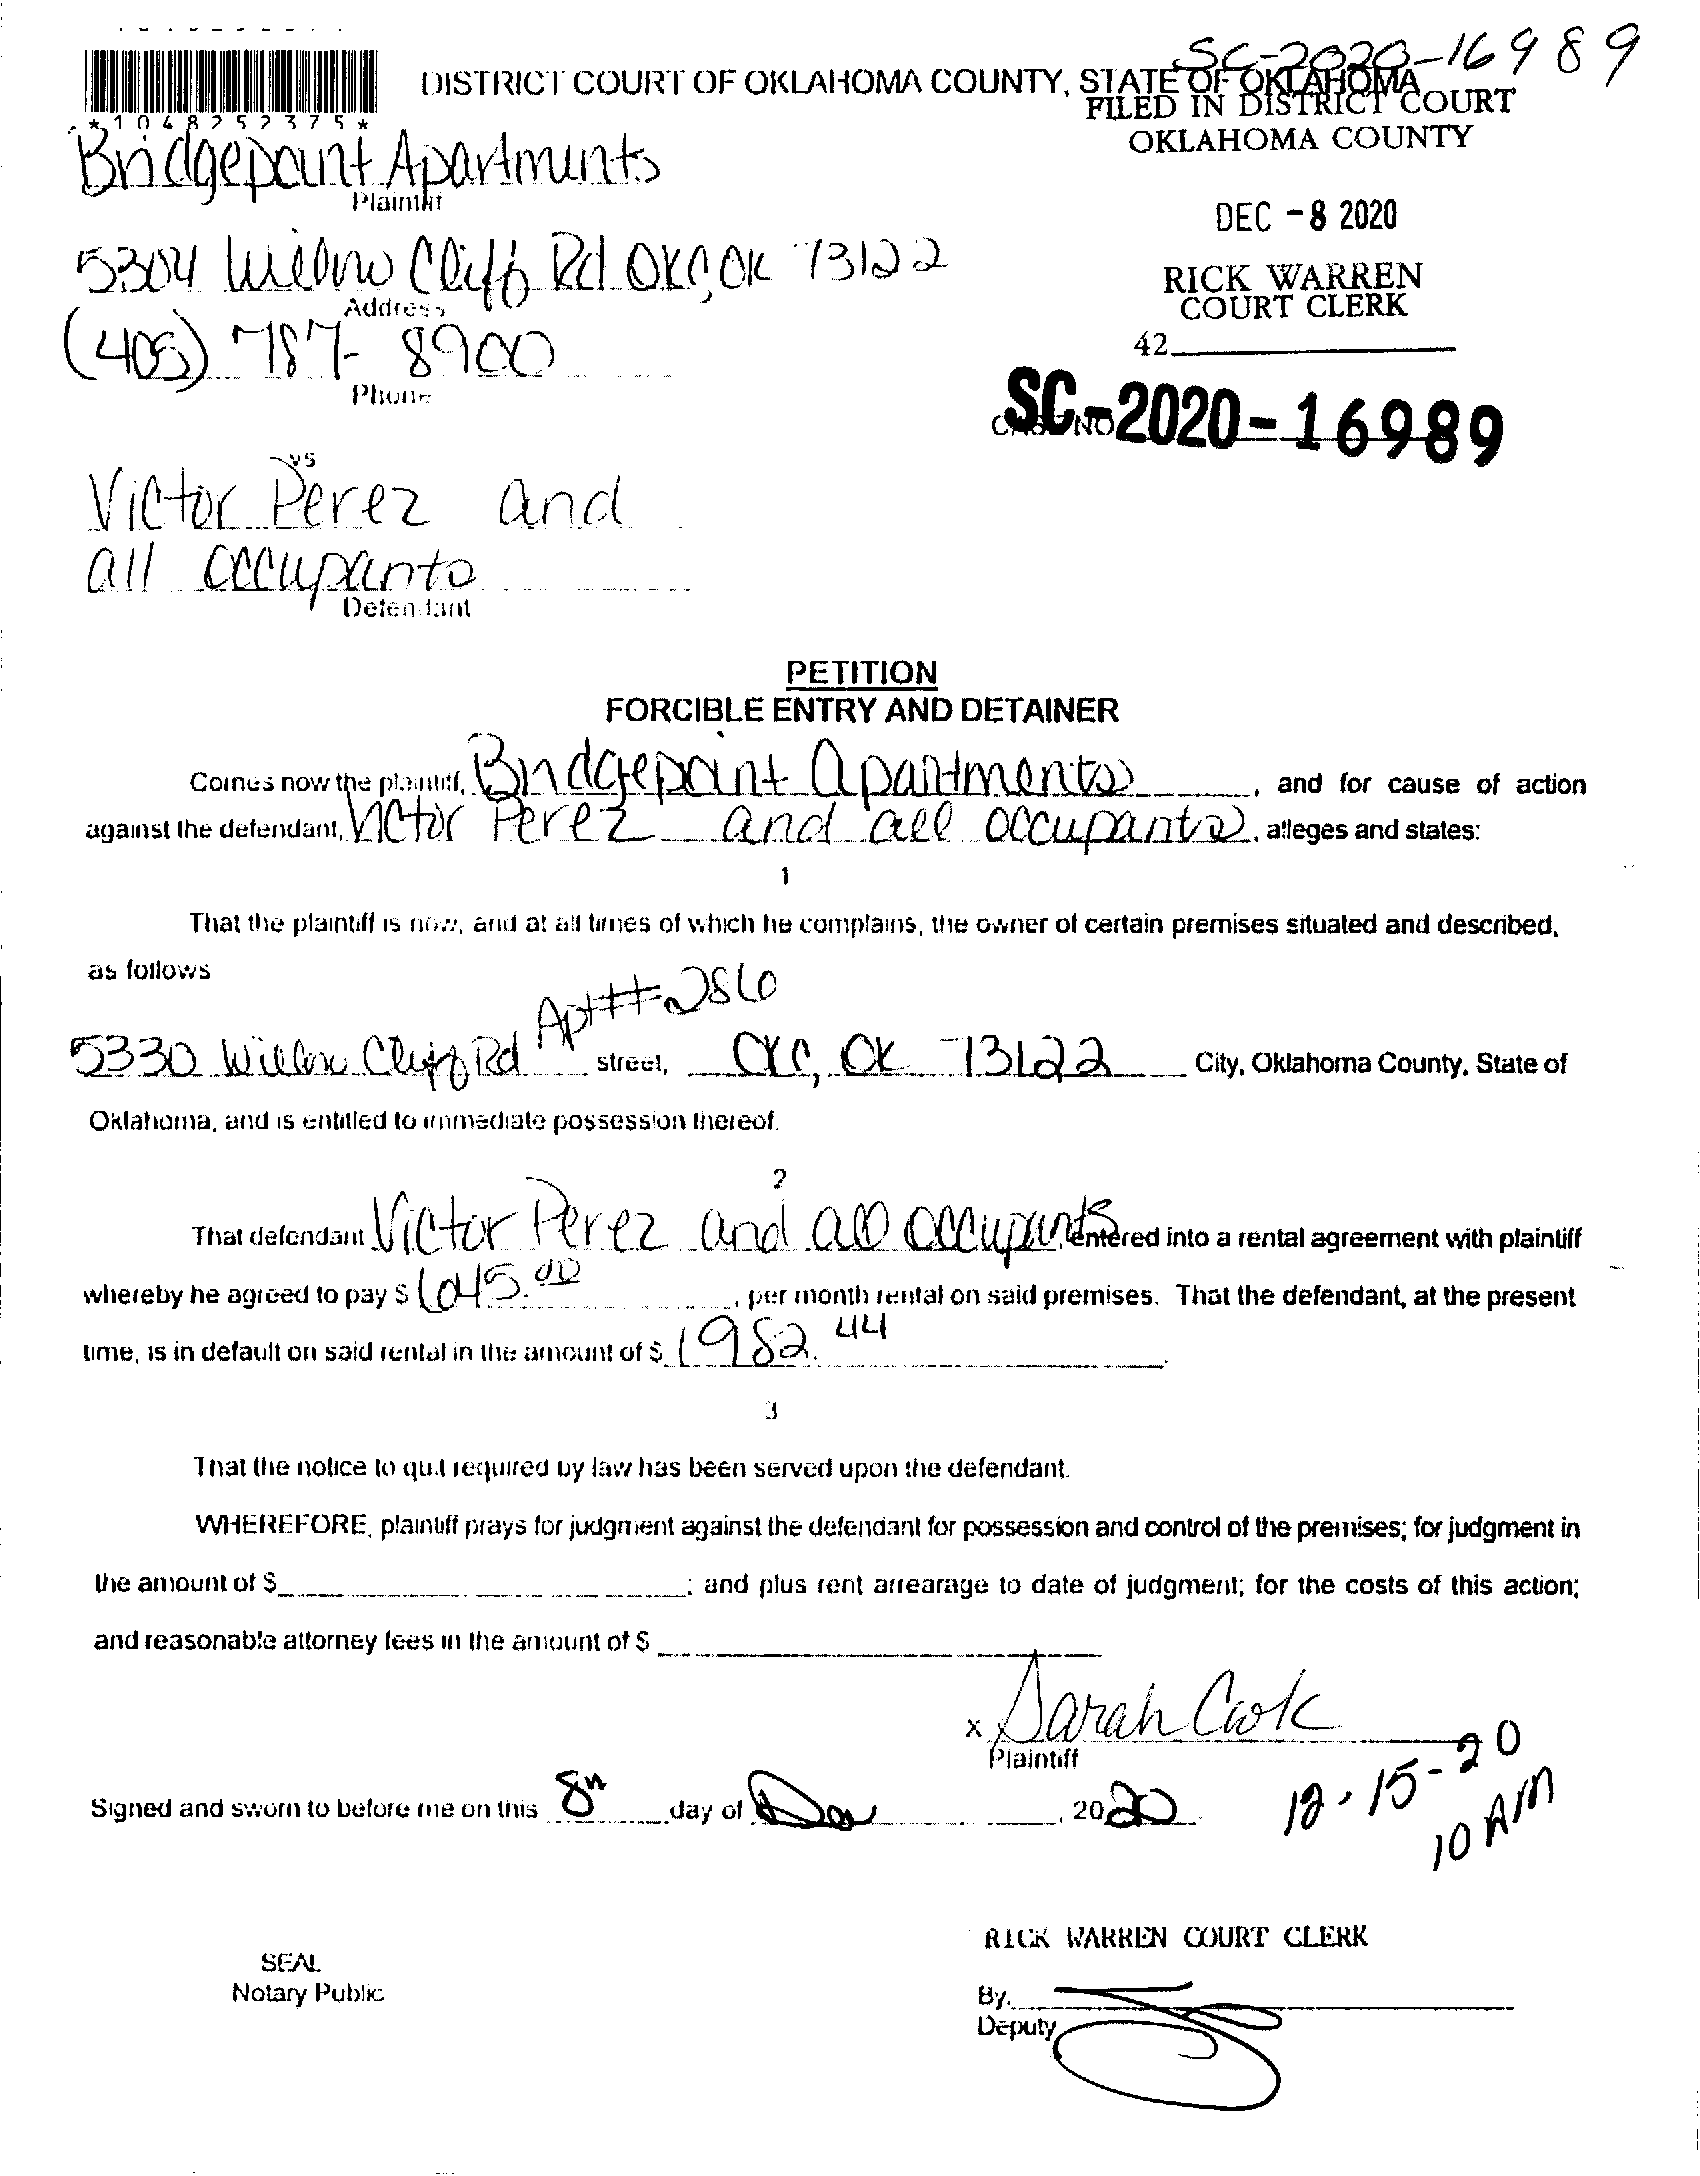 SC-2020-16989
DISTRICT COURT OF OKLAHOMA COUNTY, STATE OF OKLAHOMA
FILED IN DISTRICT COURT
OKLAHOMA COUNTY
*1048252375*
Bridgepoint Apartments
Plaintiff
DEC -8 2020
5304 Willow Cliff Rd OKC, OK 73122
Address
RICK WARREN
COURT CLERK
(405) 787-8900
Phone
42
CASE NO
SC-2020-16989
vs
Victor Perez and
all occupants
Defendant
PETITION
FORCIBLE ENTRY AND DETAINER
Comes now the plaintiff, Bridgepoint Apartments, and for cause of action
against the defendant, Victor Perez and all occupants, alleges and states:
1
That the plaintiff is now, and at all times of which he complains, the owner of certain premises situated and described,
as follows
Apt# 286
5330 Willow Cliff Rd street, OKC, OK 73122 City, Oklahoma County, State of
Oklahoma, and is entitled to immediate possession thereof.
2
That defendant Victor Perez and all occupants entered into a rental agreement with plaintiff
whereby he agreed to pay $ 645.00, per month rental on said premises. That the defendant, at the present
time, is in default on said rental in the amount of $ 1982.44
3
That the notice to quit required by law has been served upon the defendant.
WHEREFORE, plaintiff prays for judgment against the defendant for possession and control of the premises; for judgment in
the amount of $ ; and plus rent arrearage to date of judgment; for the costs of this action;
and reasonable attorney fees in the amount of $
x Sarah Cook
Plaintiff
Signed and sworn to before me on this 8th day of Dec, 2020
12-15-20
10 AM
RICK WARREN COURT CLERK
SEAL
Notary Public
By.
Deputy